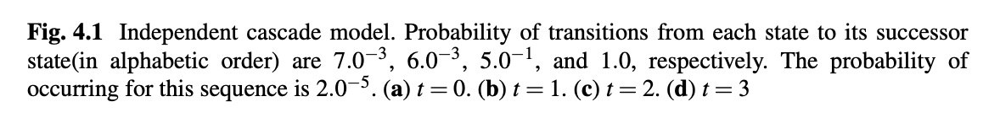 Fig. 4.1 Independent cascade model. Probability of transitions from each state to its successor
state(in alphabetic order) are 7.0⁻³, 6.0⁻³, 5.0⁻¹, and 1.0, respectively. The probability of
occurring for this sequence is 2.0⁻⁵. (a) t = 0. (b) t = 1. (c) t = 2. (d) t = 3